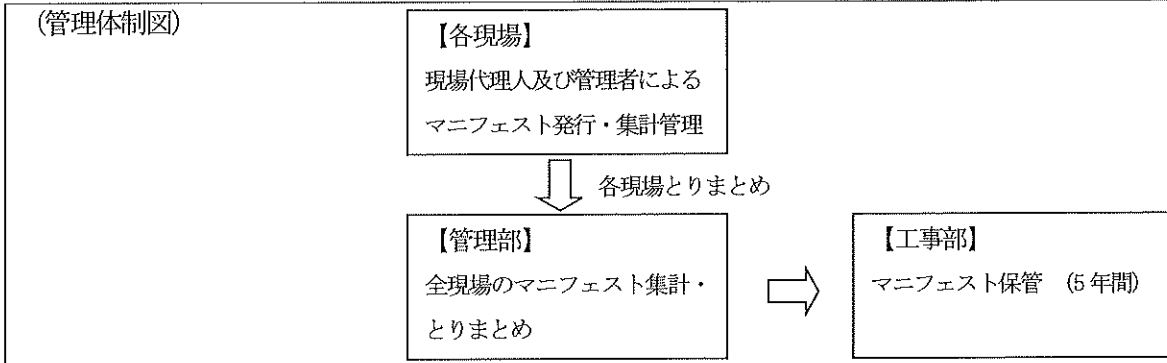 (管理体制図)
【各現場】
現場代理人及び管理者による
マニフェスト発行・集計管理
各現場とりまとめ
【管理部】
全現場のマニフェスト集計・
とりまとめ
【工事部】
マニフェスト保管 (5年間)